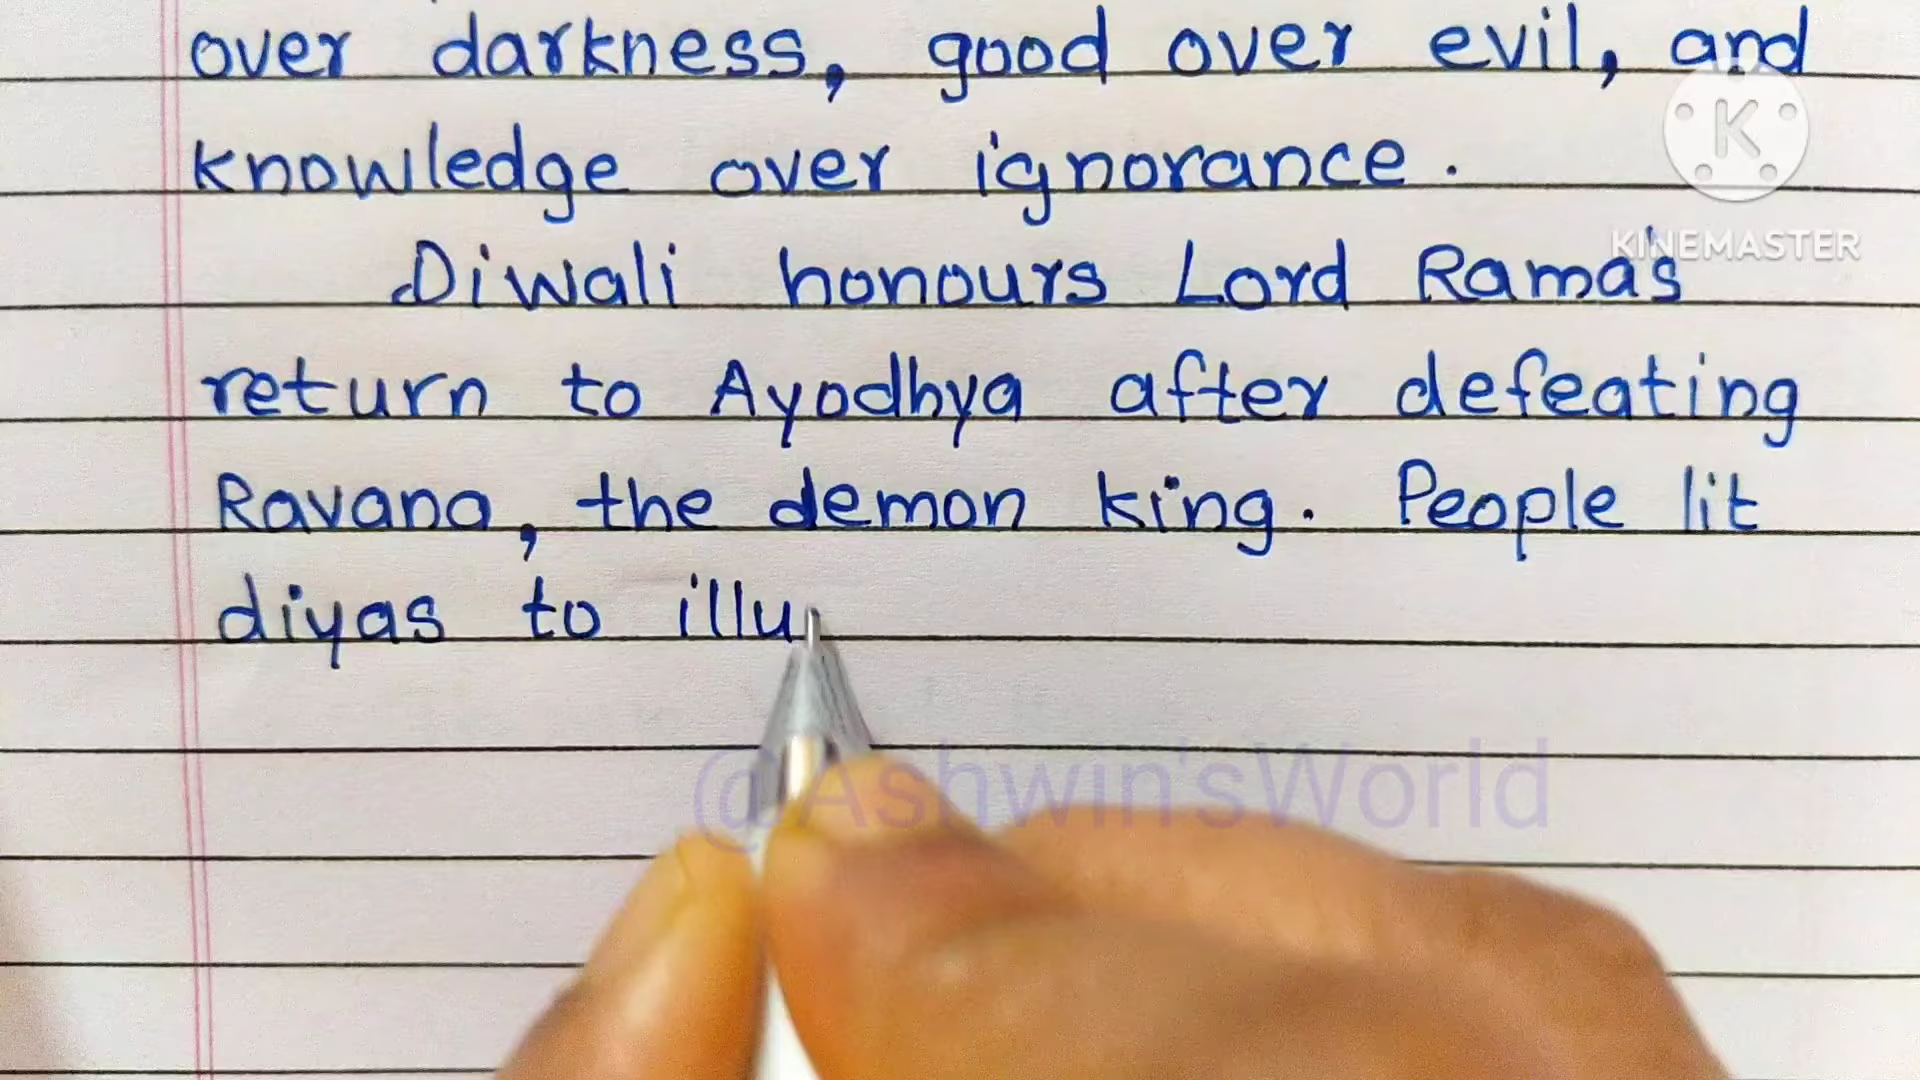 over darkness, good over evil, and
knowledge over ignorance.
KINEMASTER
Diwali honours Lord Rama's
return to Ayodhya after defeating
Ravana, the demon king. People lit
diyas to illu
@Ashwin'sWorld